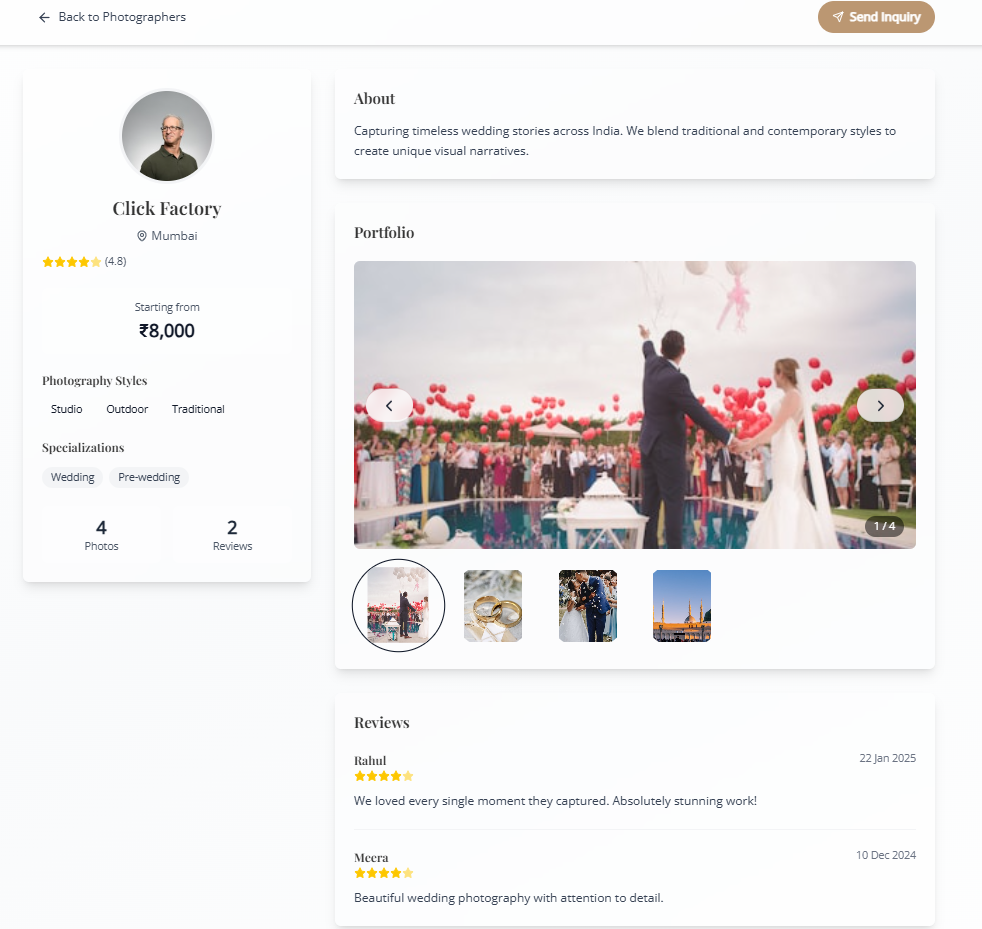 Back to Photographers
Send Inquiry
Click Factory
Mumbai
(4.8)
Starting from
₹8,000
Photography Styles
Studio Outdoor Traditional
Specializations
Wedding Pre-wedding
4 2
Photos Reviews
About
Capturing timeless wedding stories across India. We blend traditional and contemporary styles to
create unique visual narratives.
Portfolio
1 / 4
Reviews
Rahul
22 Jan 2025
We loved every single moment they captured. Absolutely stunning work!
Meera
10 Dec 2024
Beautiful wedding photography with attention to detail.